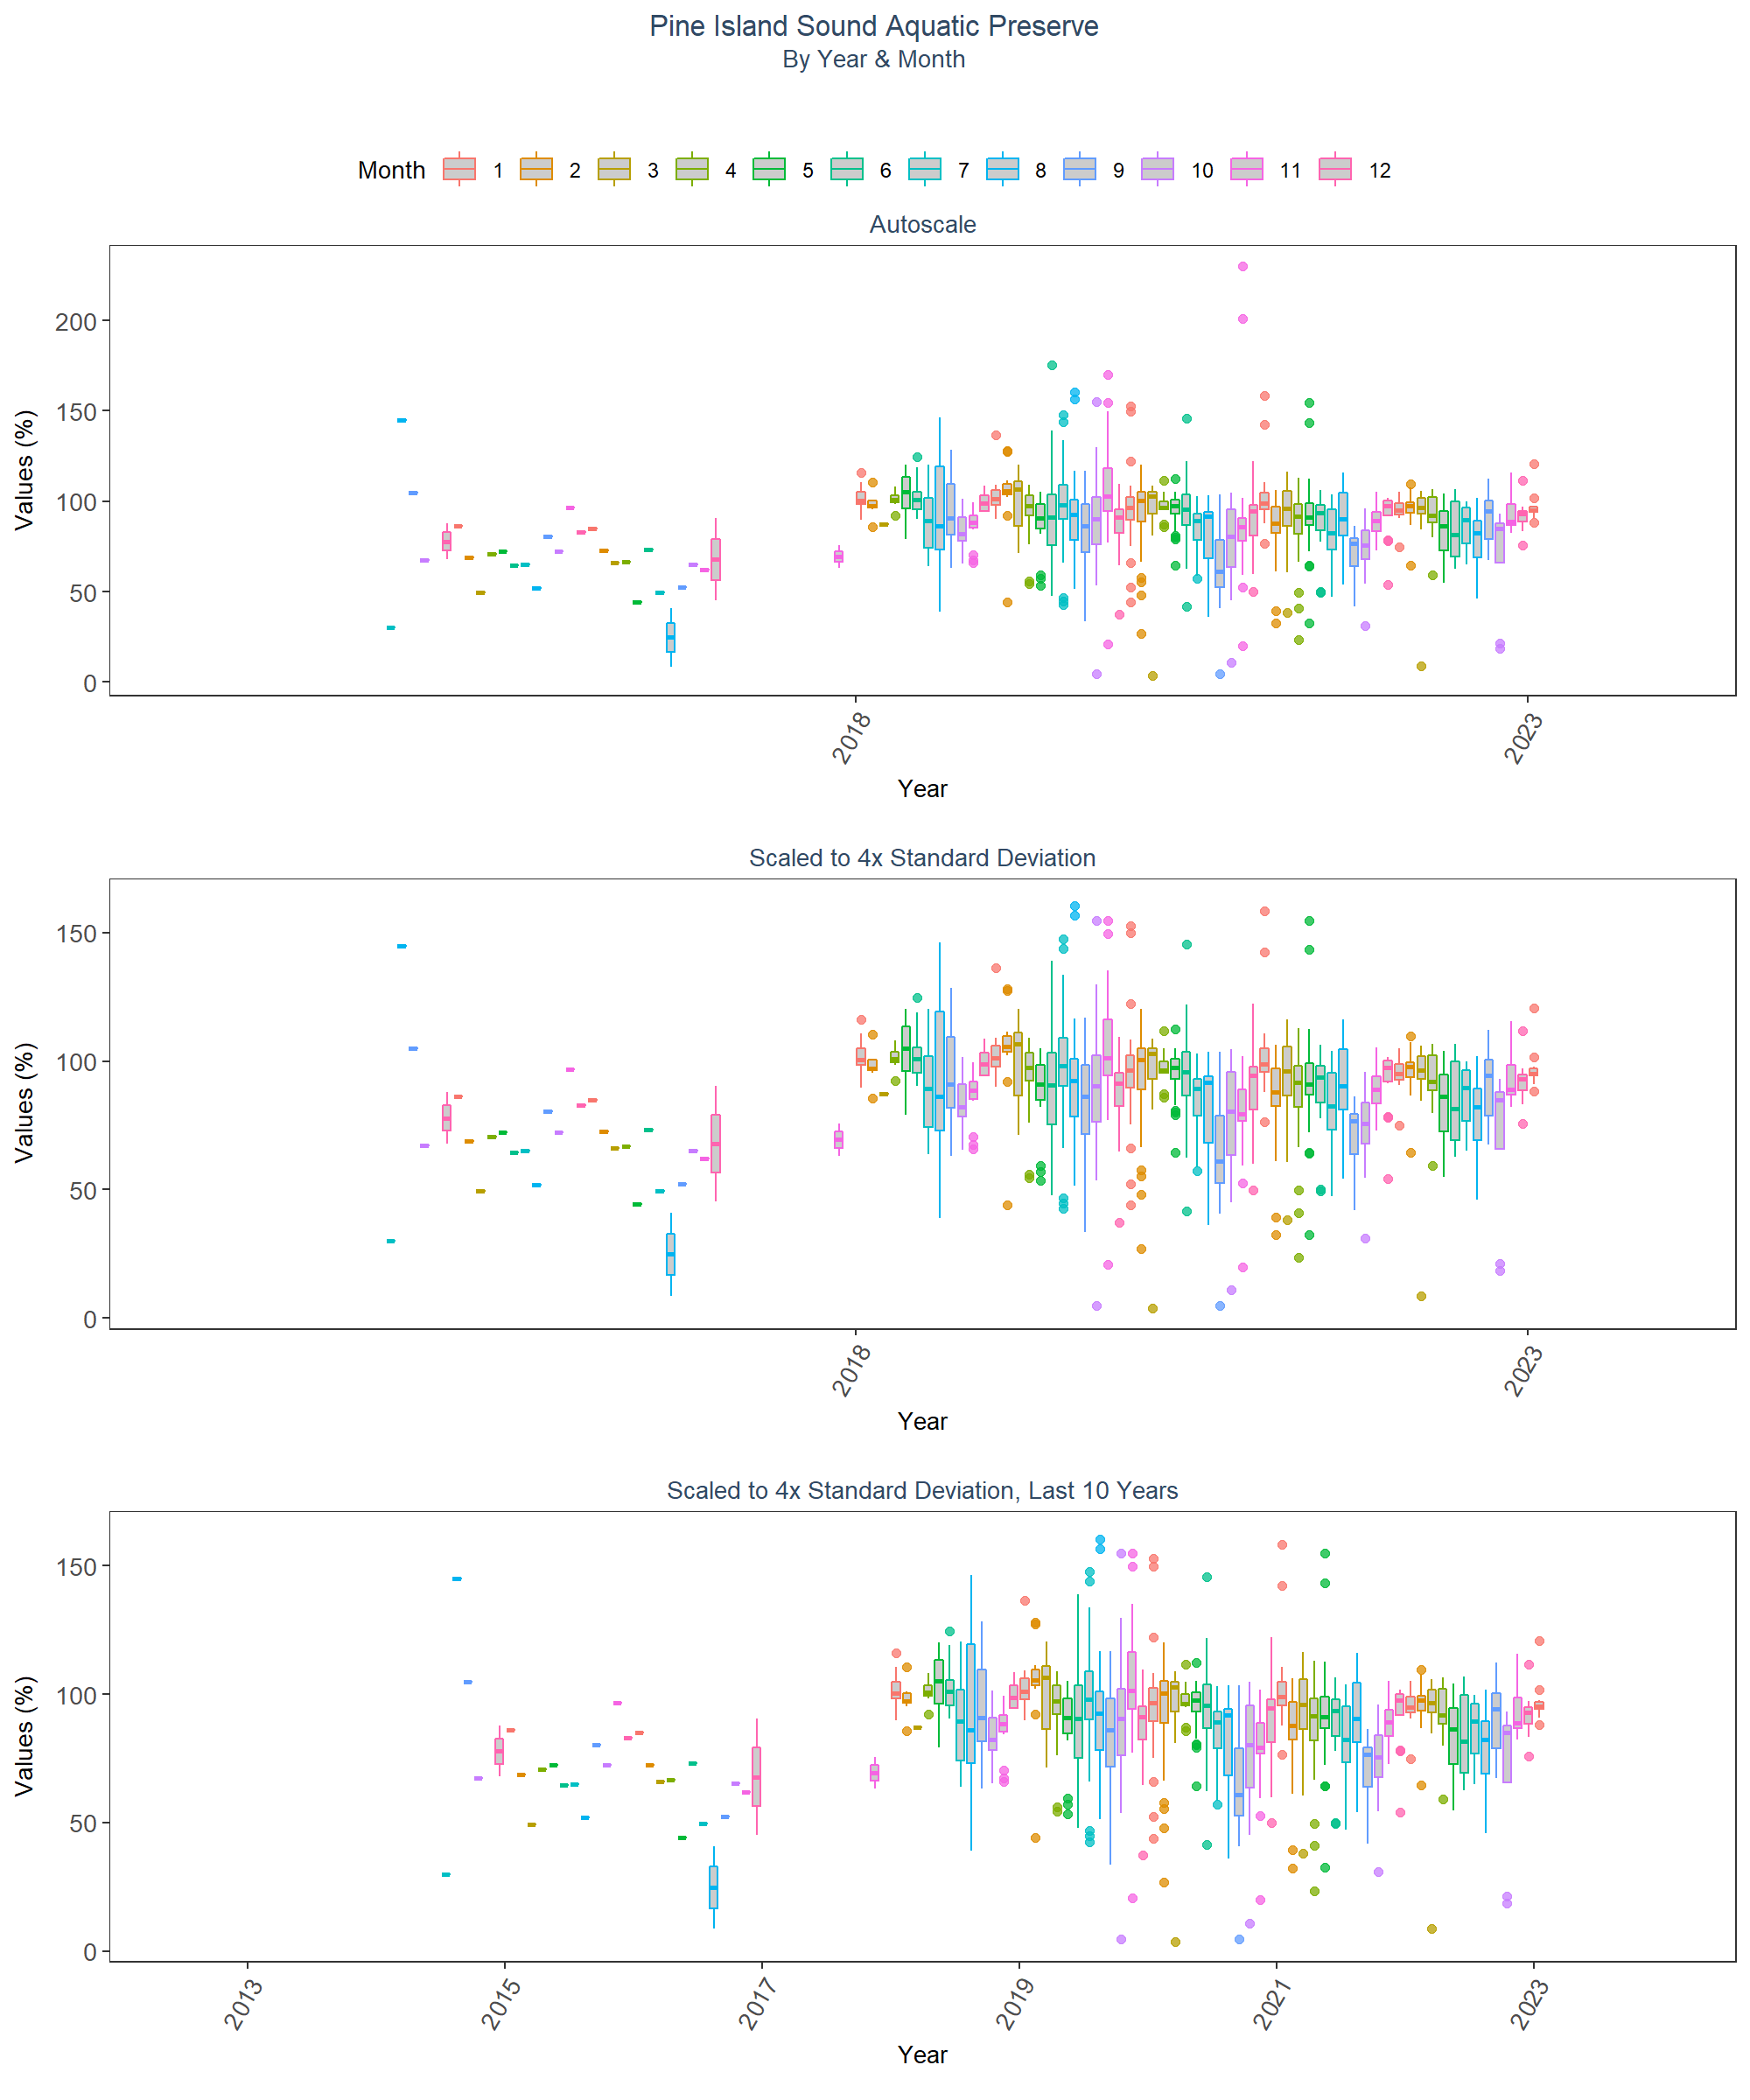 Pine Island Sound Aquatic Preserve
By Year & Month
Month 1 2 3 4 5 6 7 8 9 10 11 12
Autoscale
Values (%)
200
150
100
50
0
2018 2023
Year
Scaled to 4x Standard Deviation
Values (%)
150
100
50
0
2018 2023
Year
Scaled to 4x Standard Deviation, Last 10 Years
Values (%)
150
100
50
0
2013 2015 2017 2019 2021 2023
Year